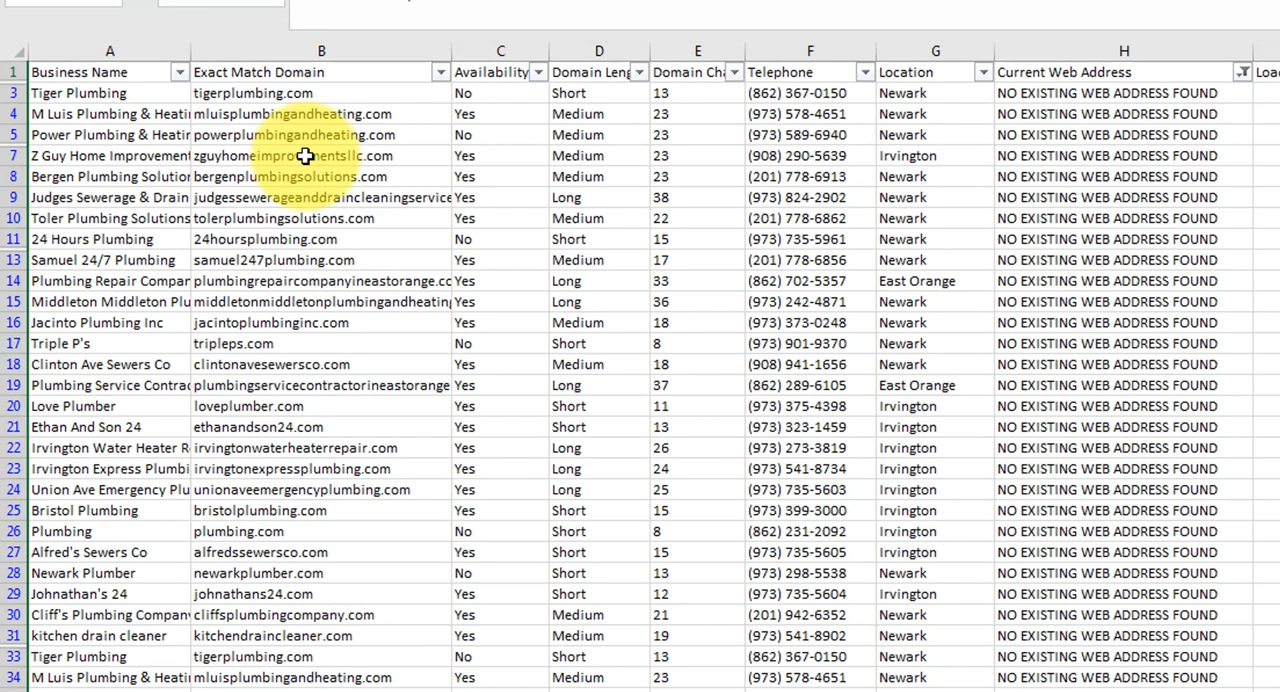 A B C D E F G H
1 Business Name Exact Match Domain Availability Domain Leng Domain Cha Telephone Location Current Web Address Load
3 Tiger Plumbing tigerplumbing.com No Short 13 (862) 367-0150 Newark NO EXISTING WEB ADDRESS FOUND
4 M Luis Plumbing & Heatin mluisplumbingandheating.com Yes Medium 23 (973) 578-4651 Newark NO EXISTING WEB ADDRESS FOUND
5 Power Plumbing & Heatin powerplumbingandheating.com No Medium 23 (973) 589-6940 Newark NO EXISTING WEB ADDRESS FOUND
7 Z Guy Home Improvement zguyhomeimprovementsllc.com Yes Medium 23 (908) 290-5639 Irvington NO EXISTING WEB ADDRESS FOUND
8 Bergen Plumbing Solution bergenplumbingsolutions.com Yes Medium 23 (201) 778-6913 Newark NO EXISTING WEB ADDRESS FOUND
9 Judges Sewerage & Drain judgessewerageanddraincleaningservice Yes Long 38 (973) 824-2902 Newark NO EXISTING WEB ADDRESS FOUND
10 Toler Plumbing Solutions tolerplumbingsolutions.com Yes Medium 22 (201) 778-6862 Newark NO EXISTING WEB ADDRESS FOUND
11 24 Hours Plumbing 24hoursplumbing.com No Short 15 (973) 735-5961 Newark NO EXISTING WEB ADDRESS FOUND
13 Samuel 24/7 Plumbing samuel247plumbing.com Yes Medium 17 (201) 778-6856 Newark NO EXISTING WEB ADDRESS FOUND
14 Plumbing Repair Compan plumbingrepaircompanyineastorange.co Yes Long 33 (862) 702-5357 East Orange NO EXISTING WEB ADDRESS FOUND
15 Middleton Middleton Plu middletonmiddletonplumbingandheating Yes Long 36 (973) 242-4871 Newark NO EXISTING WEB ADDRESS FOUND
16 Jacinto Plumbing Inc jacintoplumbinginc.com Yes Medium 18 (973) 373-0248 Newark NO EXISTING WEB ADDRESS FOUND
17 Triple P's tripleps.com No Short 8 (973) 901-9370 Newark NO EXISTING WEB ADDRESS FOUND
18 Clinton Ave Sewers Co clintonavesewersco.com Yes Medium 18 (908) 941-1656 Newark NO EXISTING WEB ADDRESS FOUND
19 Plumbing Service Contrac plumbingservicecontractorineastorange Yes Long 37 (862) 289-6105 East Orange NO EXISTING WEB ADDRESS FOUND
20 Love Plumber loveplumber.com Yes Short 11 (973) 375-4398 Irvington NO EXISTING WEB ADDRESS FOUND
21 Ethan And Son 24 ethanandson24.com Yes Short 13 (973) 323-1459 Irvington NO EXISTING WEB ADDRESS FOUND
22 Irvington Water Heater R irvingtonwaterheaterrepair.com Yes Long 26 (973) 273-3819 Irvington NO EXISTING WEB ADDRESS FOUND
23 Irvington Express Plumbi irvingtonexpressplumbing.com Yes Long 24 (973) 541-8734 Irvington NO EXISTING WEB ADDRESS FOUND
24 Union Ave Emergency Plu unionaveemergencyplumbing.com Yes Long 25 (973) 735-5603 Irvington NO EXISTING WEB ADDRESS FOUND
25 Bristol Plumbing bristolplumbing.com Yes Short 15 (973) 399-3000 Irvington NO EXISTING WEB ADDRESS FOUND
26 Plumbing plumbing.com No Short 8 (862) 231-2092 Irvington NO EXISTING WEB ADDRESS FOUND
27 Alfred's Sewers Co alfredssewersco.com Yes Short 15 (973) 735-5605 Irvington NO EXISTING WEB ADDRESS FOUND
28 Newark Plumber newarkplumber.com No Short 13 (973) 298-5538 Newark NO EXISTING WEB ADDRESS FOUND
29 Johnathan's 24 johnathans24.com Yes Short 12 (973) 735-5604 Irvington NO EXISTING WEB ADDRESS FOUND
30 Cliff's Plumbing Company cliffsplumbingcompany.com Yes Medium 21 (201) 942-6352 Newark NO EXISTING WEB ADDRESS FOUND
31 kitchen drain cleaner kitchendraincleaner.com Yes Medium 19 (973) 541-8902 Newark NO EXISTING WEB ADDRESS FOUND
33 Tiger Plumbing tigerplumbing.com No Short 13 (862) 367-0150 Newark NO EXISTING WEB ADDRESS FOUND
34 M Luis Plumbing & Heatin mluisplumbingandheating.com Yes Medium 23 (973) 578-4651 Newark NO EXISTING WEB ADDRESS FOUND